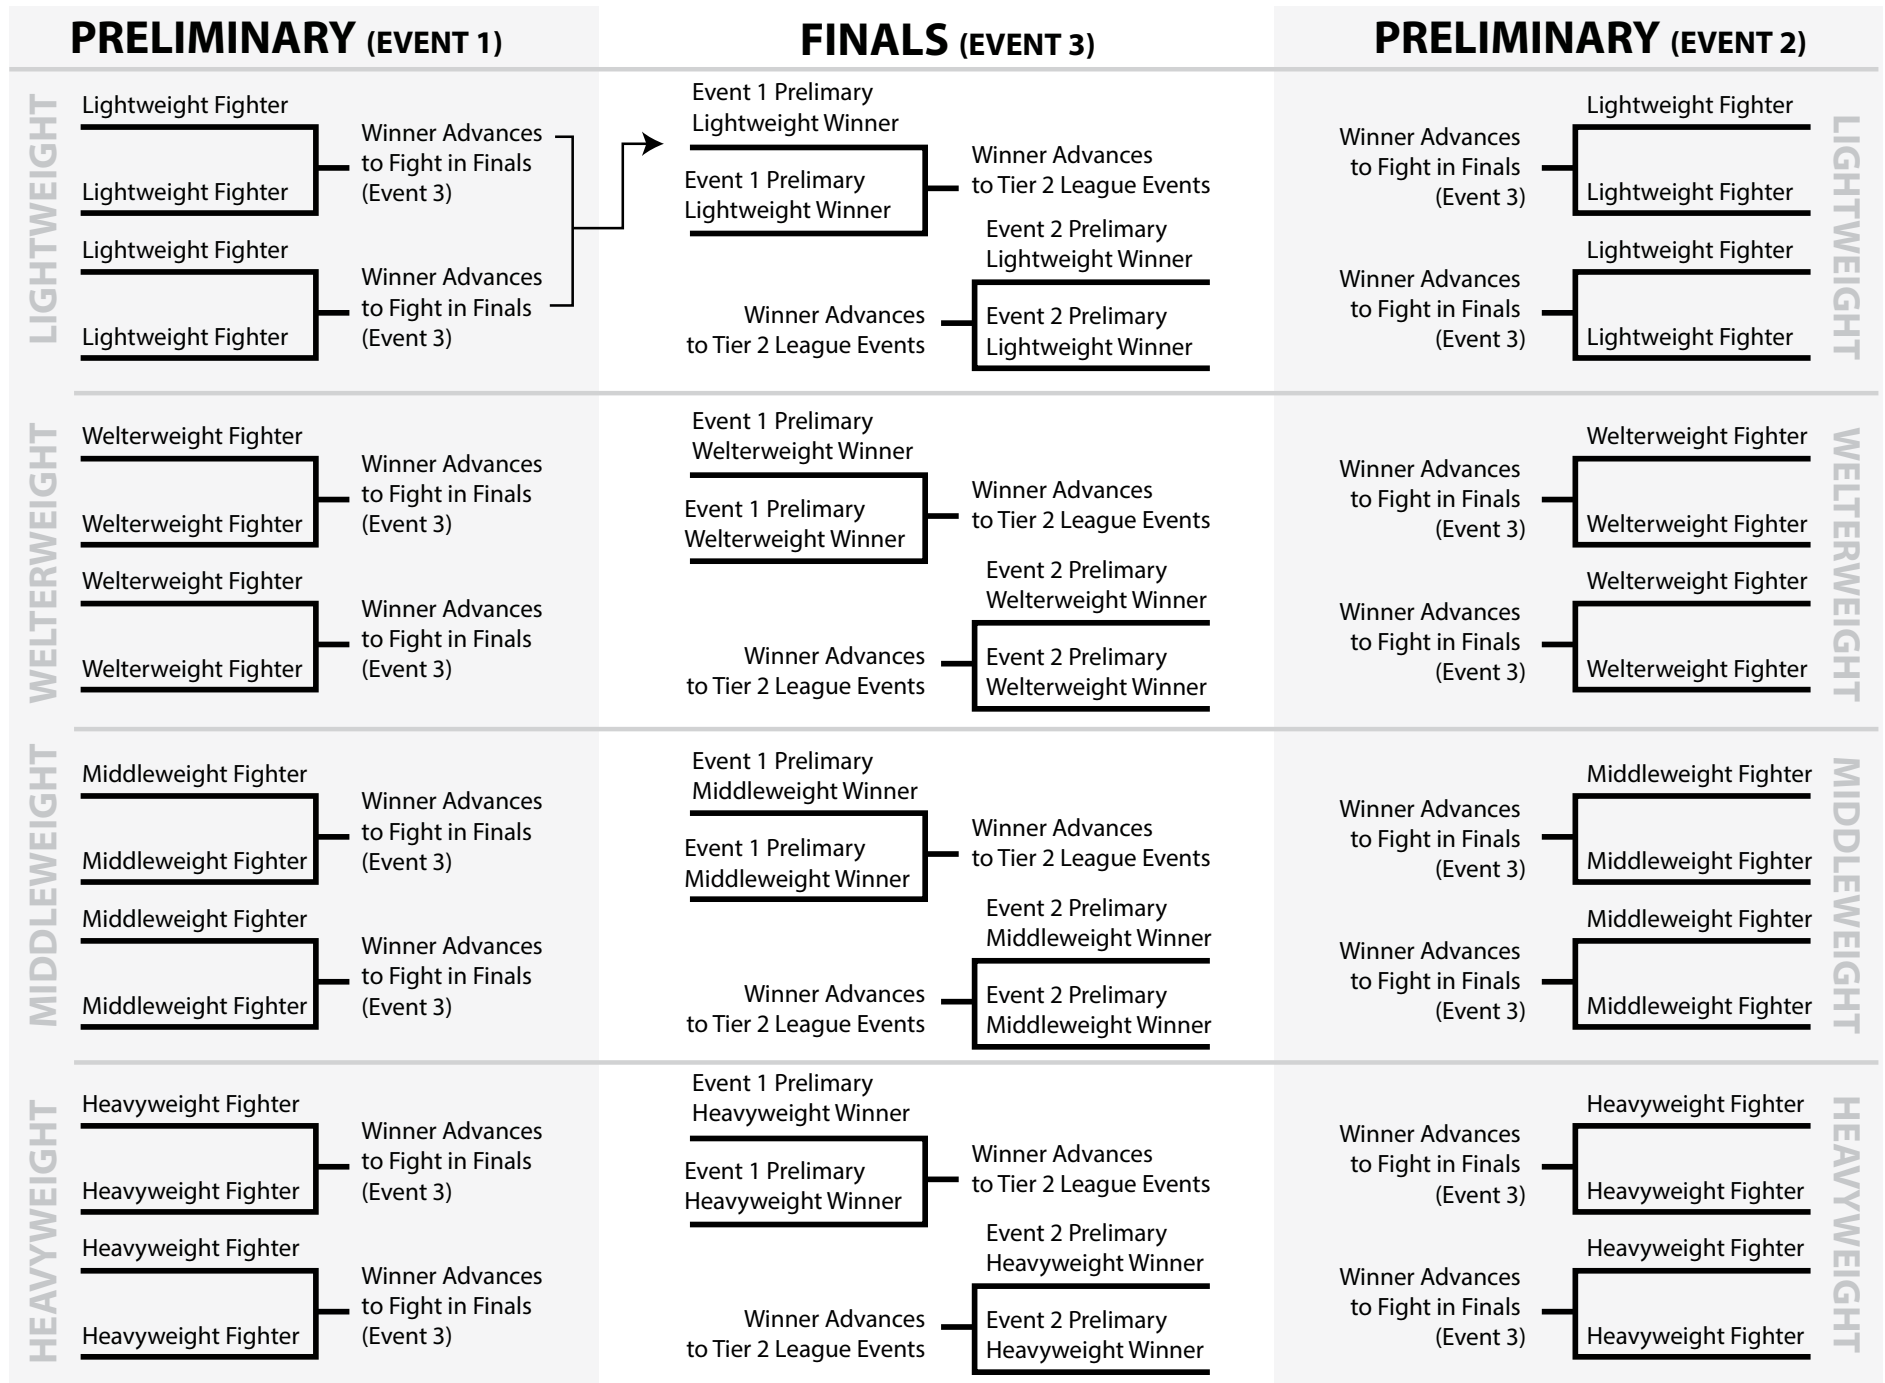 PRELIMINARY (EVENT 1)
FINALS (EVENT 3)
PRELIMINARY (EVENT 2)
LIGHTWEIGHT
Lightweight Fighter
Lightweight Fighter
Winner Advances
to Fight in Finals
(Event 3)
Lightweight Fighter
Lightweight Fighter
Winner Advances
to Fight in Finals
(Event 3)
Event 1 Prelimary
Lightweight Winner
Event 1 Prelimary
Lightweight Winner
Winner Advances
to Tier 2 League Events
Event 2 Prelimary
Lightweight Winner
Event 2 Prelimary
Lightweight Winner
Winner Advances
to Tier 2 League Events
Winner Advances
to Fight in Finals
(Event 3)
Lightweight Fighter
Lightweight Fighter
Winner Advances
to Fight in Finals
(Event 3)
Lightweight Fighter
Lightweight Fighter
LIGHTWEIGHT
WELTERWEIGHT
Welterweight Fighter
Welterweight Fighter
Winner Advances
to Fight in Finals
(Event 3)
Welterweight Fighter
Welterweight Fighter
Winner Advances
to Fight in Finals
(Event 3)
Event 1 Prelimary
Welterweight Winner
Event 1 Prelimary
Welterweight Winner
Winner Advances
to Tier 2 League Events
Event 2 Prelimary
Welterweight Winner
Event 2 Prelimary
Welterweight Winner
Winner Advances
to Tier 2 League Events
Winner Advances
to Fight in Finals
(Event 3)
Welterweight Fighter
Welterweight Fighter
Winner Advances
to Fight in Finals
(Event 3)
Welterweight Fighter
Welterweight Fighter
WELTERWEIGHT
MIDDLEWEIGHT
Middleweight Fighter
Middleweight Fighter
Winner Advances
to Fight in Finals
(Event 3)
Middleweight Fighter
Middleweight Fighter
Winner Advances
to Fight in Finals
(Event 3)
Event 1 Prelimary
Middleweight Winner
Event 1 Prelimary
Middleweight Winner
Winner Advances
to Tier 2 League Events
Event 2 Prelimary
Middleweight Winner
Event 2 Prelimary
Middleweight Winner
Winner Advances
to Tier 2 League Events
Winner Advances
to Fight in Finals
(Event 3)
Middleweight Fighter
Middleweight Fighter
Winner Advances
to Fight in Finals
(Event 3)
Middleweight Fighter
Middleweight Fighter
MIDDLEWEIGHT
HEAVYWEIGHT
Heavyweight Fighter
Heavyweight Fighter
Winner Advances
to Fight in Finals
(Event 3)
Heavyweight Fighter
Heavyweight Fighter
Winner Advances
to Fight in Finals
(Event 3)
Event 1 Prelimary
Heavyweight Winner
Event 1 Prelimary
Heavyweight Winner
Winner Advances
to Tier 2 League Events
Event 2 Prelimary
Heavyweight Winner
Event 2 Prelimary
Heavyweight Winner
Winner Advances
to Tier 2 League Events
Winner Advances
to Fight in Finals
(Event 3)
Heavyweight Fighter
Heavyweight Fighter
Winner Advances
to Fight in Finals
(Event 3)
Heavyweight Fighter
Heavyweight Fighter
HEAVYWEIGHT